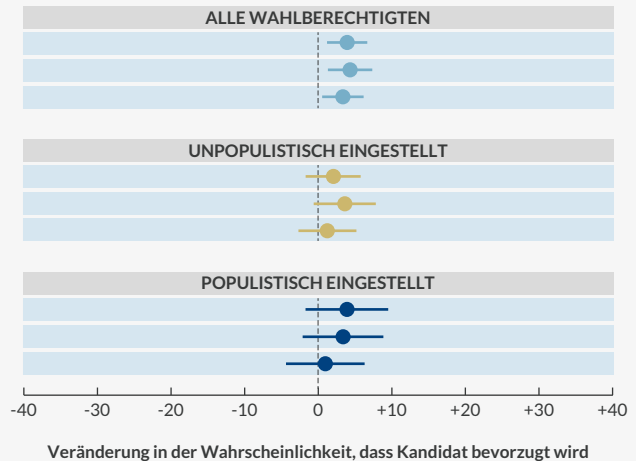 ALLE WAHLBERECHTIGTEN
UNPOPULISTISCH EINGESTELLT
POPULISTISCH EINGESTELLT
-40 -30 -20 -10 0 +10 +20 +30 +40
Veränderung in der Wahrscheinlichkeit, dass Kandidat bevorzugt wird